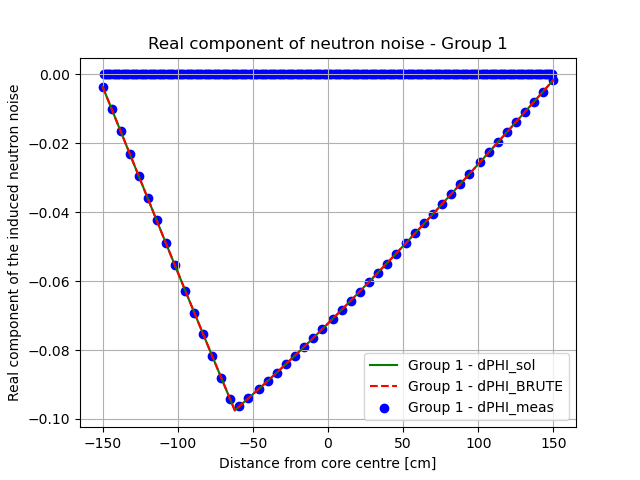 Real component of neutron noise - Group 1
Real component of the induced neutron noise
0.00
−0.02
−0.04
−0.06
−0.08
−0.10
Group 1 - dPHI_sol
Group 1 - dPHI_BRUTE
Group 1 - dPHI_meas
−150
−100
−50
0
50
100
150
Distance from core centre [cm]